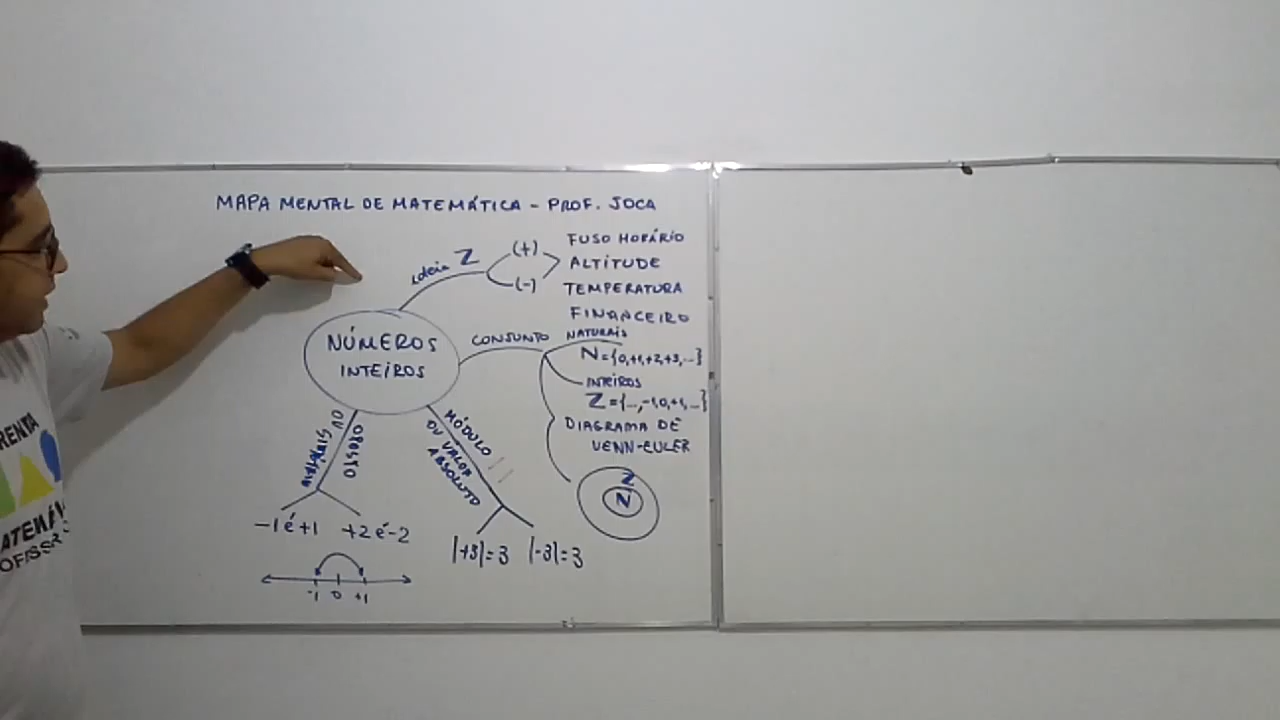 MAPA MENTAL DE MATEMÁTICA - PROF. JOCA
ideia Z
(+)
(-)
FUSO HORÁRIO
ALTITUDE
TEMPERATURA
FINANCEIRO
NÚMEROS
INTEIROS
CONJUNTO
NATURAIS
N={0,+1,+2,+3,...}
INTEIROS
Z={...,-1,0,+1,...}
DIAGRAMA DE
VENN-EULER
Z
N
MÓDULO | |
OU VALOR
ABSOLUTO
|+3|=3 |-3|=3
OU
OPOSTO
-1 é +1 +2 é -2
-1 0 +1
RENTA